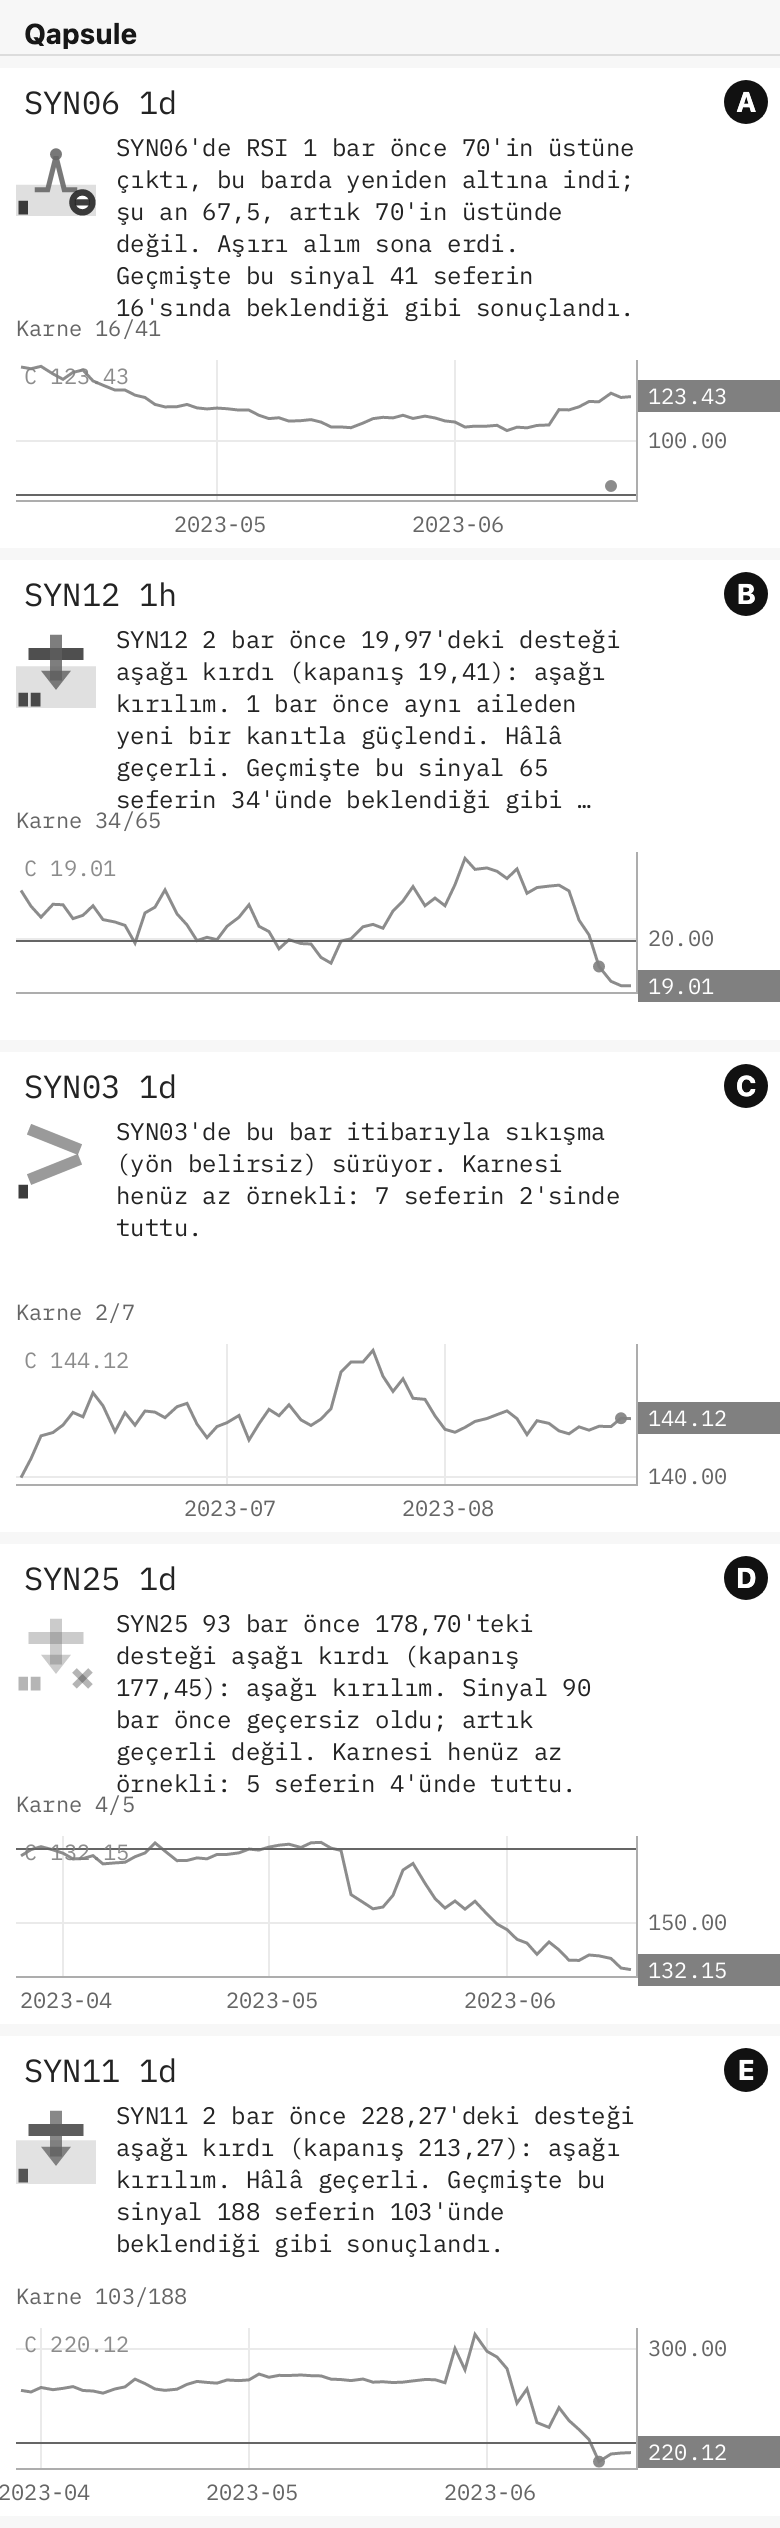 Qapsule
SYN06 1d
A
SYN06'de RSI 1 bar önce 70'in üstüne
çıktı, bu barda yeniden altına indi;
şu an 67,5, artık 70'in üstünde
değil. Aşırı alım sona erdi.
Geçmişte bu sinyal 41 seferin
16'sında beklendiği gibi sonuçlandı.
Karne 16/41
C 123.43
123.43
100.00
2023-05
2023-06
SYN12 1h
B
SYN12 2 bar önce 19,97'deki desteği
aşağı kırdı (kapanış 19,41): aşağı
kırılım. 1 bar önce aynı aileden
yeni bir kanıtla güçlendi. Hâlâ
geçerli. Geçmişte bu sinyal 65
seferin 34'ünde beklendiği gibi …
Karne 34/65
C 19.01
20.00
19.01
SYN03 1d
C
SYN03'de bu bar itibarıyla sıkışma
(yön belirsiz) sürüyor. Karnesi
henüz az örnekli: 7 seferin 2'sinde
tuttu.
Karne 2/7
C 144.12
144.12
140.00
2023-07
2023-08
SYN25 1d
D
SYN25 93 bar önce 178,70'teki
desteği aşağı kırdı (kapanış
177,45): aşağı kırılım. Sinyal 90
bar önce geçersiz oldu; artık
geçerli değil. Karnesi henüz az
örnekli: 5 seferin 4'ünde tuttu.
Karne 4/5
C 132.15
150.00
132.15
2023-04
2023-05
2023-06
SYN11 1d
E
SYN11 2 bar önce 228,27'deki desteği
aşağı kırdı (kapanış 213,27): aşağı
kırılım. Hâlâ geçerli. Geçmişte bu
sinyal 188 seferin 103'ünde
beklendiği gibi sonuçlandı.
Karne 103/188
C 220.12
300.00
220.12
2023-04
2023-05
2023-06